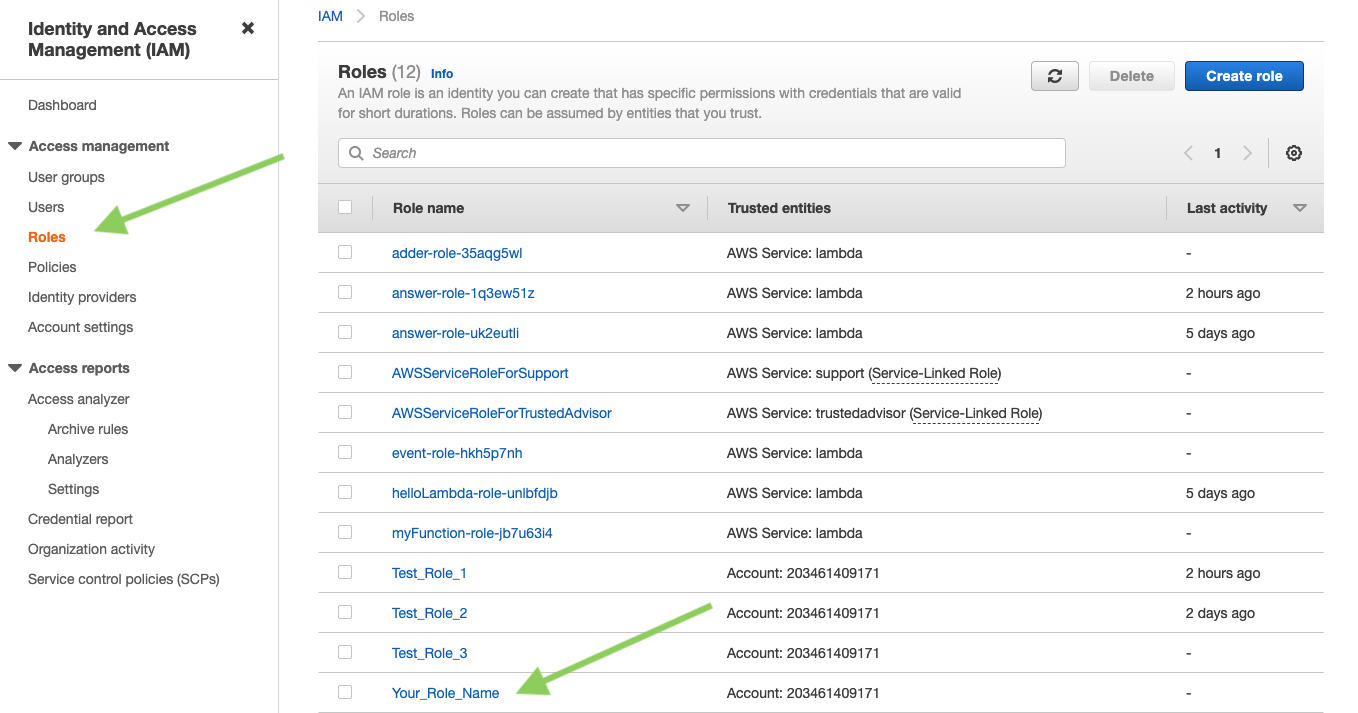 Identity and Access
Management (IAM)
Dashboard
Access management
User groups
Users
Roles
Policies
Identity providers
Account settings
Access reports
Access analyzer
Archive rules
Analyzers
Settings
Credential report
Organization activity
Service control policies (SCPs)
IAM Roles
Roles (12) Info
An IAM role is an identity you can create that has specific permissions with credentials that are valid
for short durations. Roles can be assumed by entities that you trust.
Delete
Create role
Search
1
Role name Trusted entities Last activity
adder-role-35aqg5wl AWS Service: lambda -
answer-role-1q3ew51z AWS Service: lambda 2 hours ago
answer-role-uk2eutli AWS Service: lambda 5 days ago
AWSServiceRoleForSupport AWS Service: support (Service-Linked Role) -
AWSServiceRoleForTrustedAdvisor AWS Service: trustedadvisor (Service-Linked Role) -
event-role-hkh5p7nh AWS Service: lambda -
helloLambda-role-unlbfdjb AWS Service: lambda 5 days ago
myFunction-role-jb7u63i4 AWS Service: lambda -
Test_Role_1 Account: 203461409171 2 hours ago
Test_Role_2 Account: 203461409171 2 days ago
Test_Role_3 Account: 203461409171 -
Your_Role_Name Account: 203461409171 -